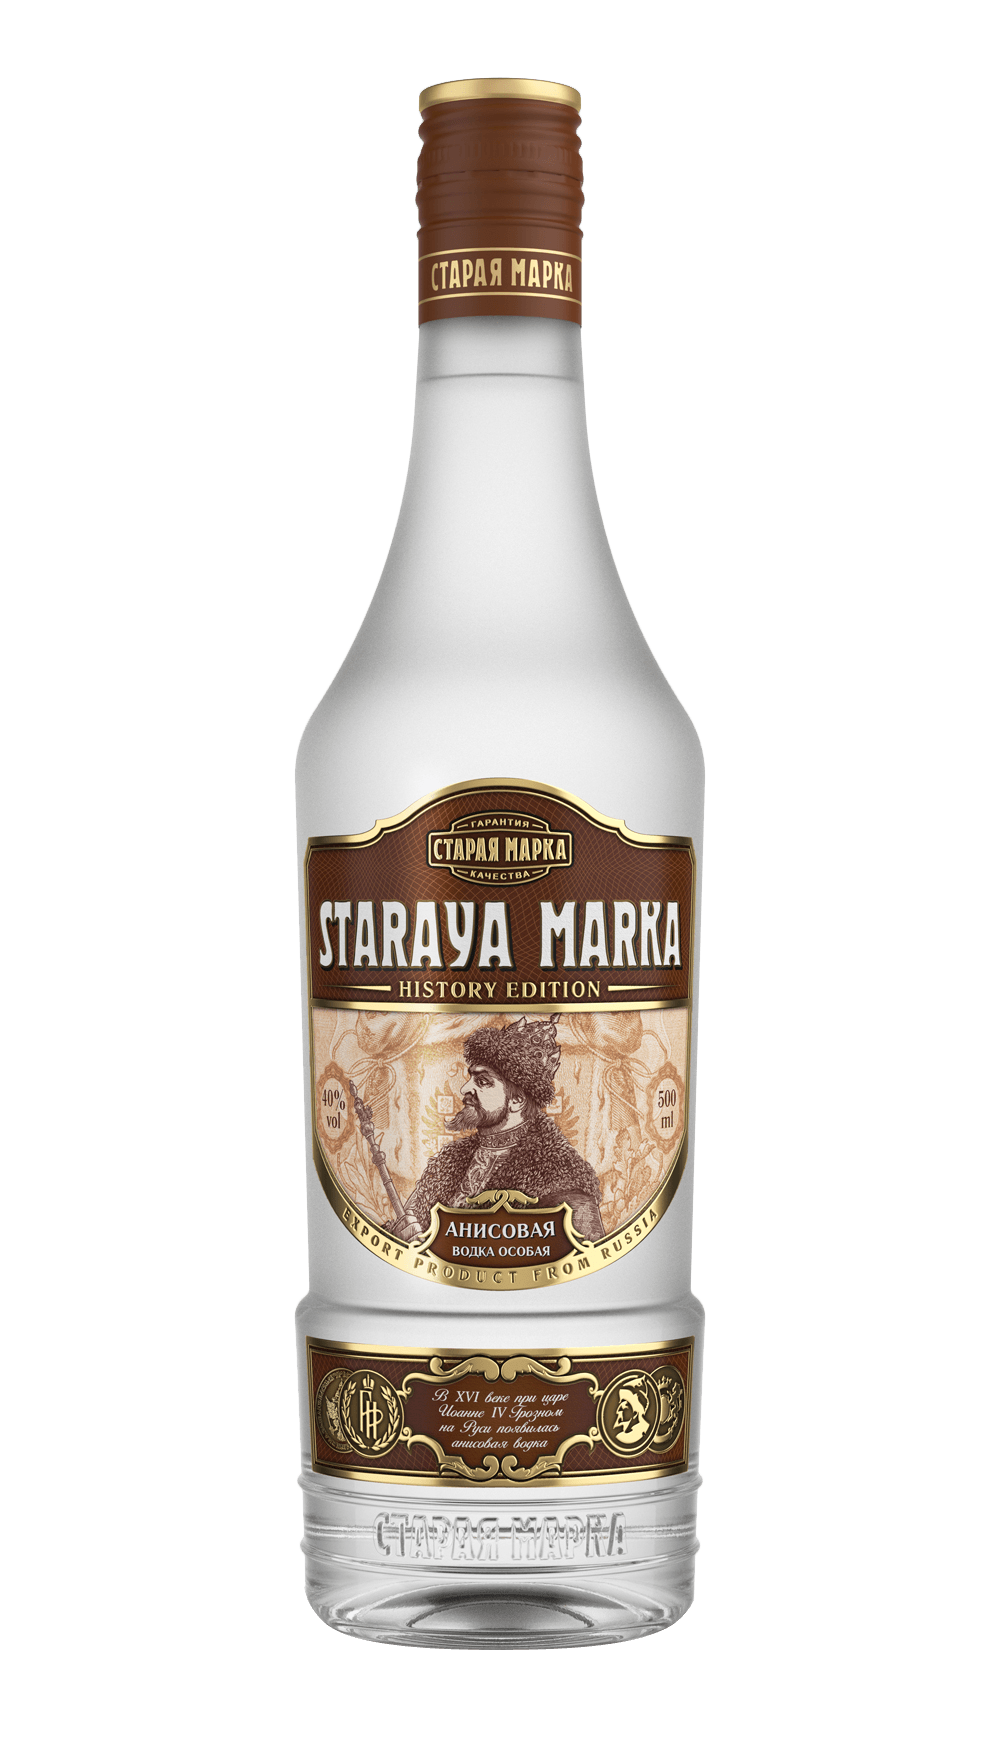 СТАРАЯ МАРКА
ГАРАНТИЯ
СТАРАЯ МАРКА
КАЧЕСТВА
STARAYA MARKA
HISTORY EDITION
40%
vol
500
ml
АНИСОВАЯ
ВОДКА ОСОБАЯ
EXPORT PRODUCT FROM RUSSIA
В XVI веке при царе
Иоанне IV Грозном
на Руси появилась
анисовая водка
СТАРАЯ МАРКА